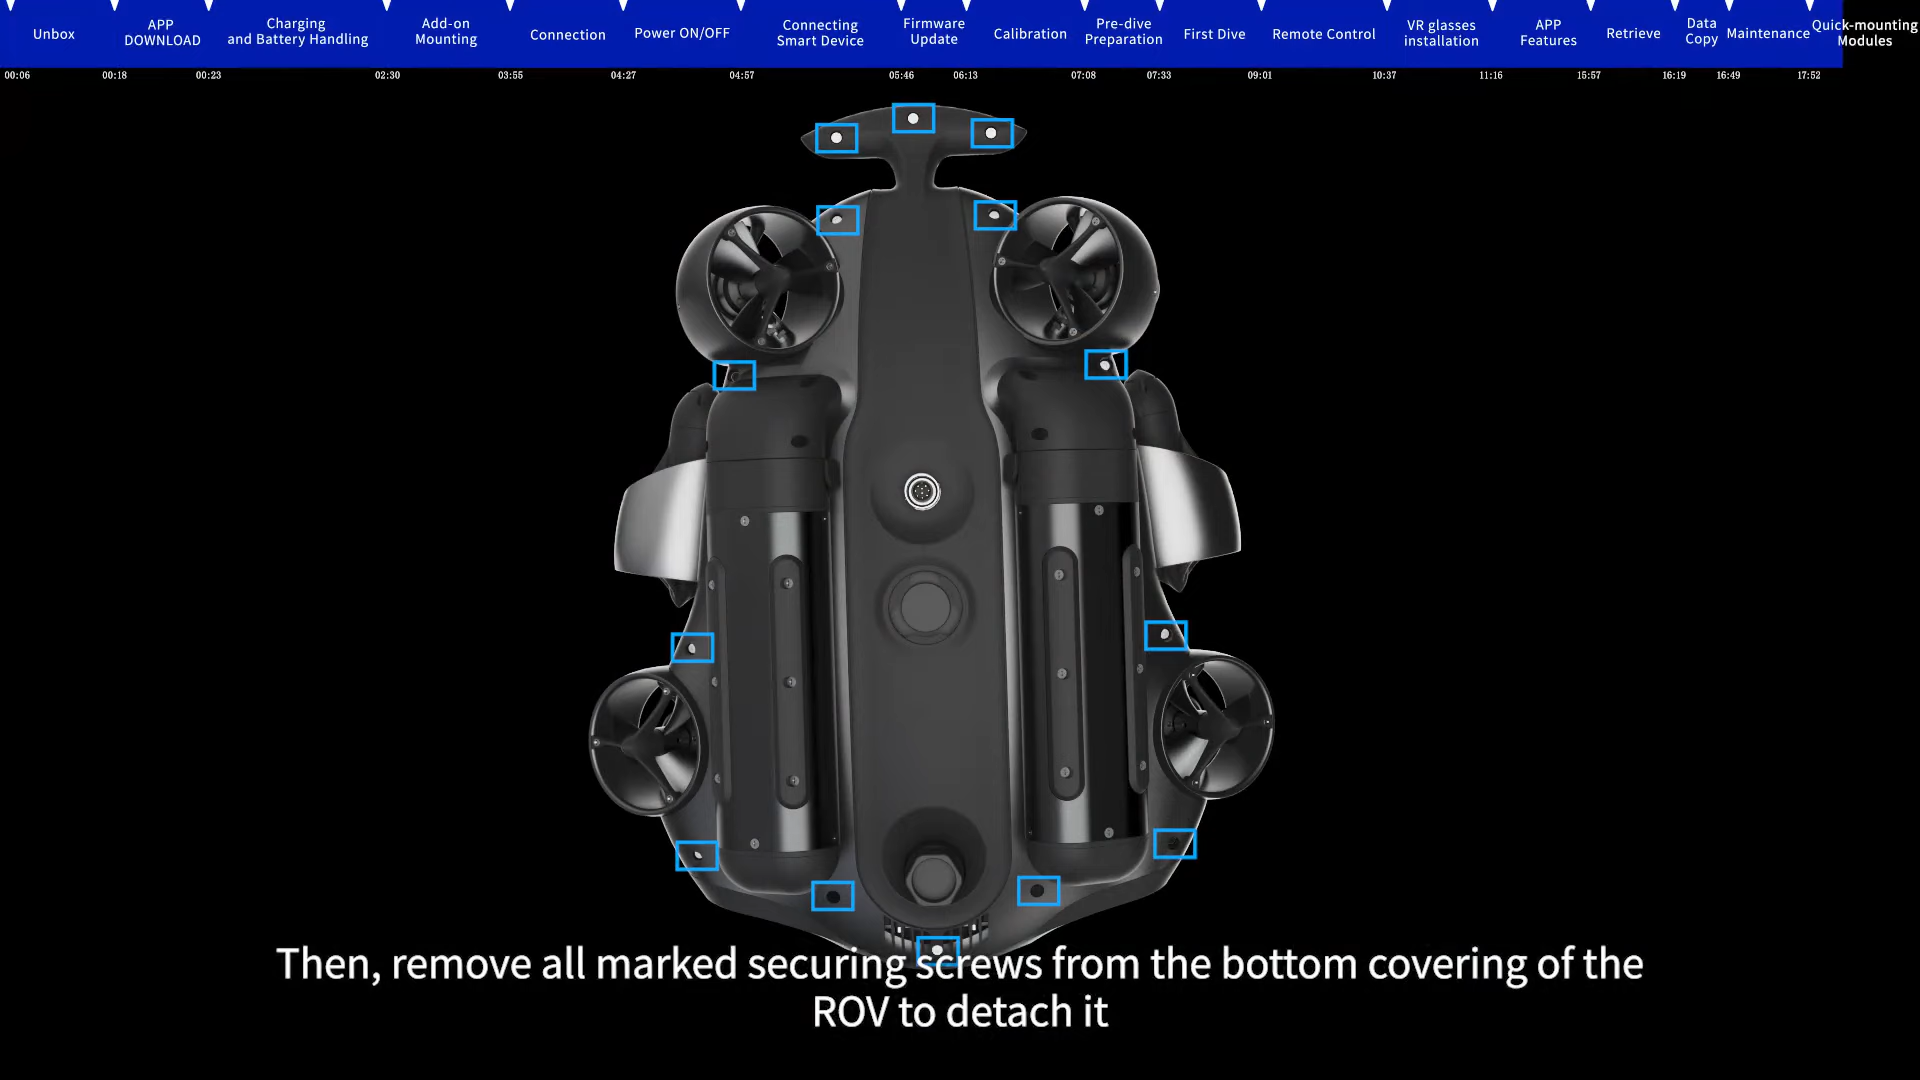 Unbox
APP
DOWNLOAD
Charging
and Battery Handling
Add-on
Mounting
Connection
Power ON/OFF
Connecting
Smart Device
Firmware
Update
Calibration
Pre-dive
Preparation
First Dive
Remote Control
VR glasses
installation
APP
Features
Retrieve
Data
Copy
Maintenance
Quick-mounting
Modules
00:06
00:18
00:23
02:30
03:55
04:27
04:57
05:46
06:13
07:08
07:33
09:01
10:37
11:16
15:57
16:19
16:49
17:52
Then, remove all marked securing screws from the bottom covering of the
ROV to detach it